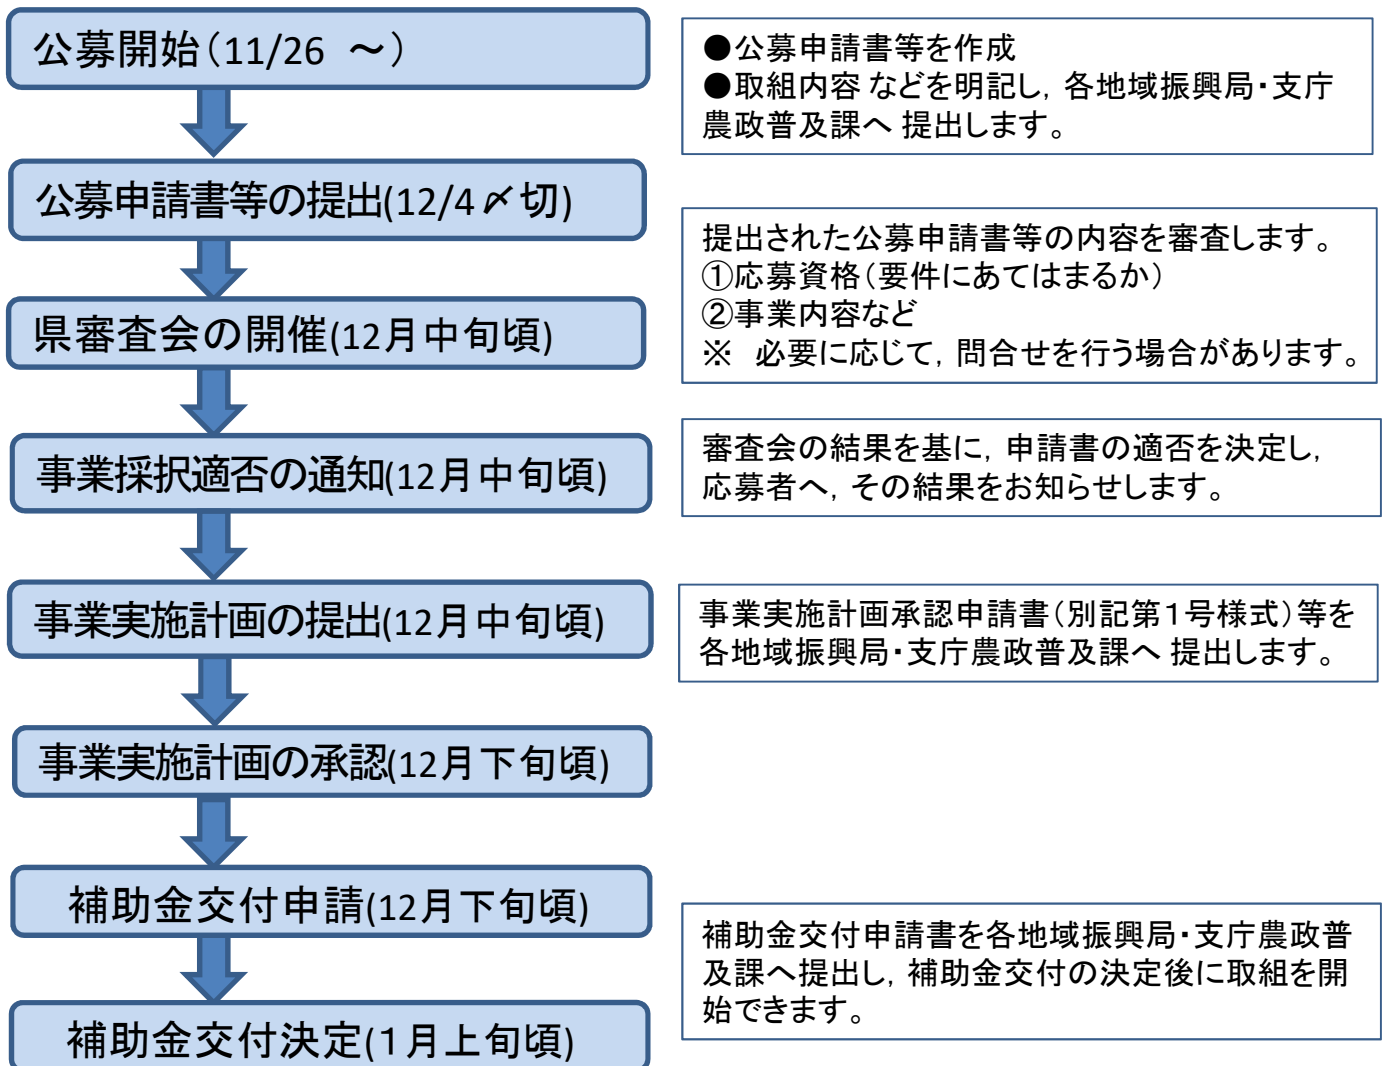 公募開始(11/26 ～)
●公募申請書等を作成
●取組内容 などを明記し, 各地域振興局・支庁
農政普及課へ 提出します。
公募申請書等の提出(12/4〆切)
提出された公募申請書等の内容を審査します。
①応募資格(要件にあてはまるか)
②事業内容など
※ 必要に応じて, 問合せを行う場合があります。
県審査会の開催(12月中旬頃)
事業採択適否の通知(12月中旬頃)
審査会の結果を基に, 申請書の適否を決定し,
応募者へ, その結果をお知らせします。
事業実施計画の提出(12月中旬頃)
事業実施計画承認申請書(別記第１号様式)等を
各地域振興局・支庁農政普及課へ 提出します。
事業実施計画の承認(12月下旬頃)
補助金交付申請(12月下旬頃)
補助金交付申請書を各地域振興局・支庁農政普
及課へ提出し, 補助金交付の決定後に取組を開
始できます。
補助金交付決定(１月上旬頃)